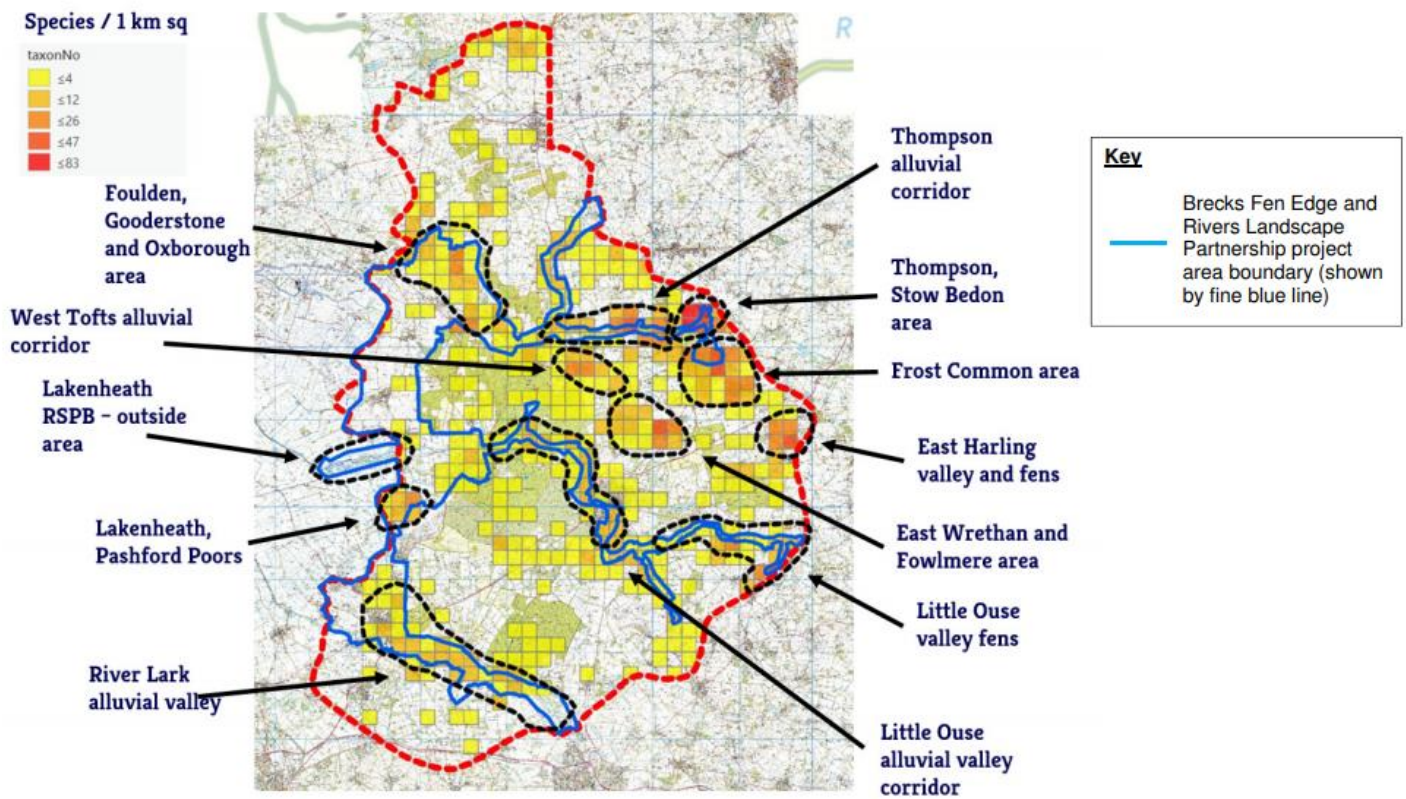 Species / 1 km sq
taxonNo
≤4
≤12
≤26
≤47
≤83
R
Foulden,
Gooderstone
and Oxborough
area
West Tofts alluvial
corridor
Lakenheath
RSPB – outside
area
Lakenheath,
Pashford Poors
River Lark
alluvial valley
Thompson
alluvial
corridor
Thompson,
Stow Bedon
area
Frost Common area
East Harling
valley and fens
East Wrethan and
Fowlmere area
Little Ouse
valley fens
Little Ouse
alluvial valley
corridor
Key
Brecks Fen Edge and
Rivers Landscape
Partnership project
area boundary (shown
by fine blue line)